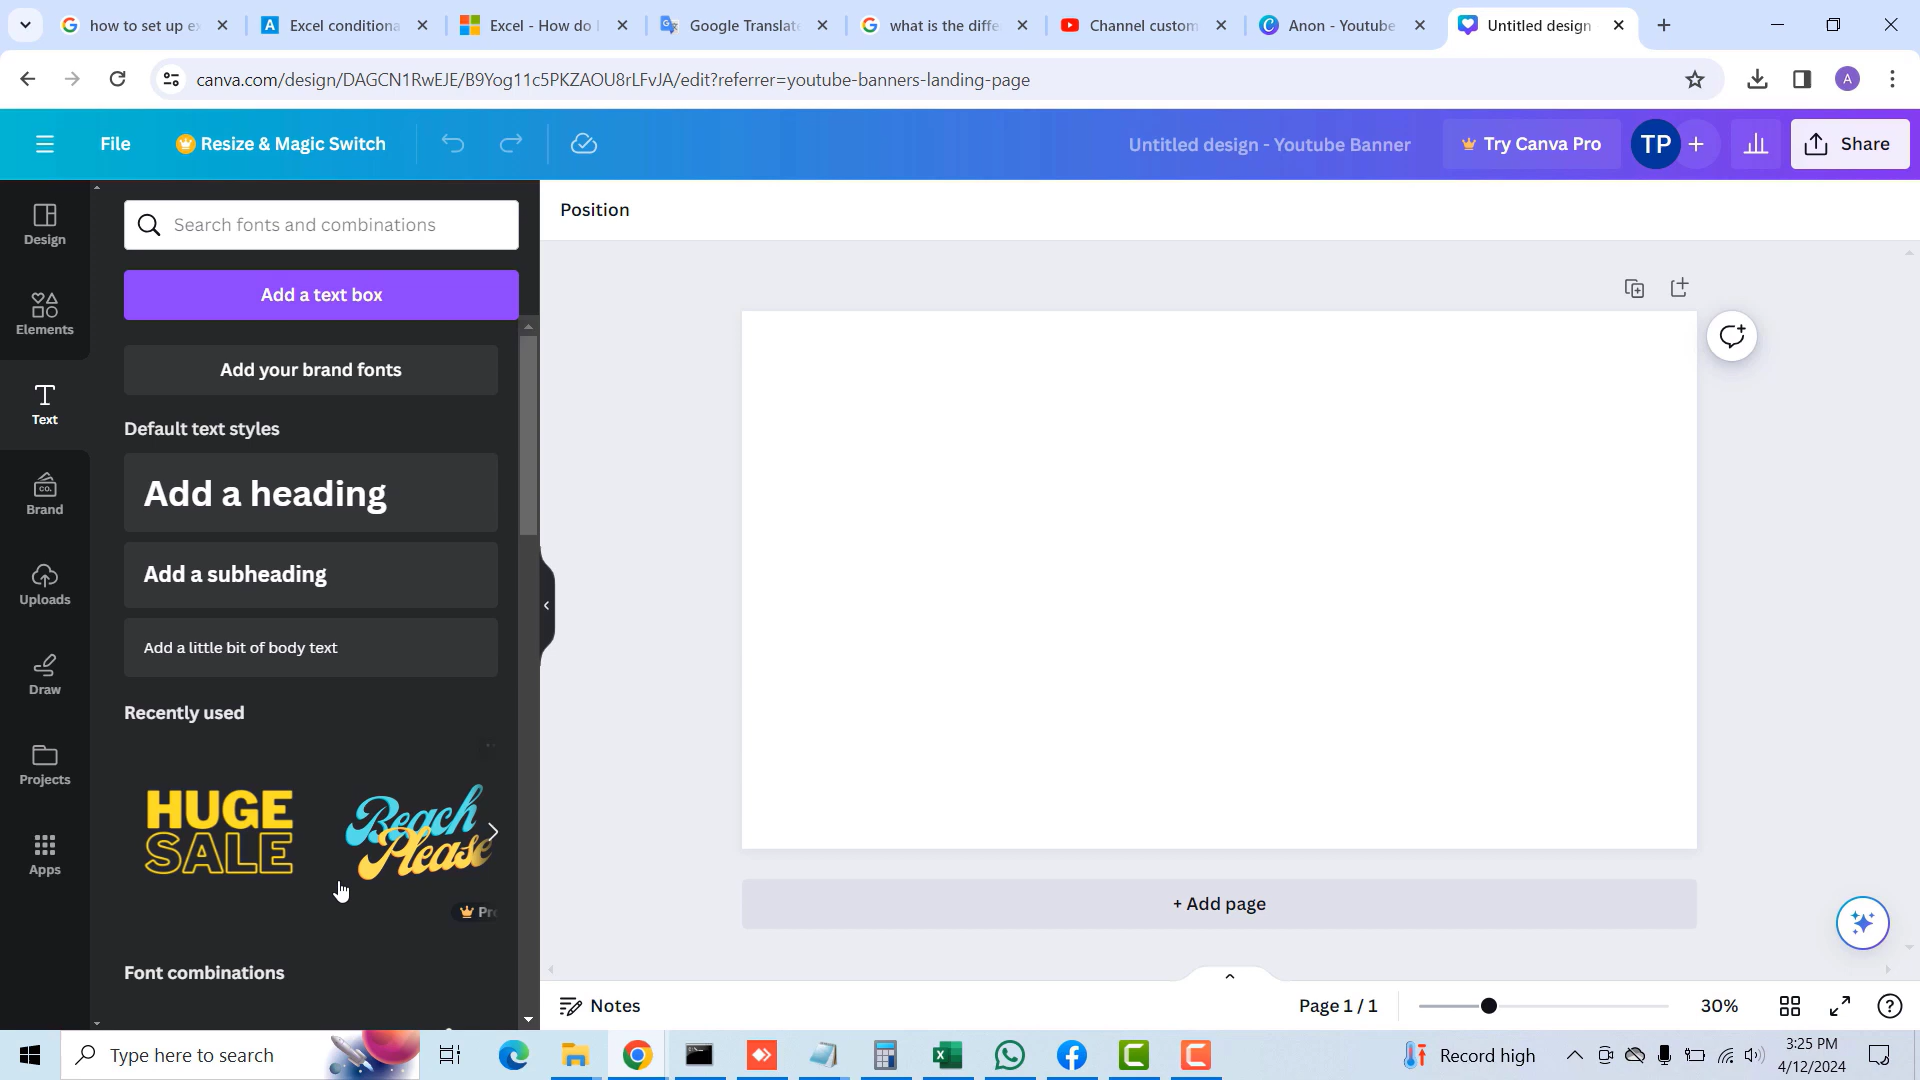 how to set up e
Excel conditiona
Excel - How do I
Google Translate
what is the diffe
Channel custom
Anon - Youtube
Untitled design
canva.com/design/DAGCN1RwEJE/B9Yog11c5PKZAOU8rLFvJA/edit?referrer=youtube-banners-landing-page
A
File
Resize & Magic Switch
Untitled design - Youtube Banner
Try Canva Pro
TP
Share
Design
Elements
Text
Brand
Uploads
Draw
Projects
Apps
Search fonts and combinations
Add a text box
Add your brand fonts
Default text styles
Add a heading
Add a subheading
Add a little bit of body text
Recently used
HUGE
SALE
Beach
Please
Pro
Font combinations
Position
+ Add page
Notes
Page 1 / 1
30%
Type here to search
Record high
3:25 PM
4/12/2024